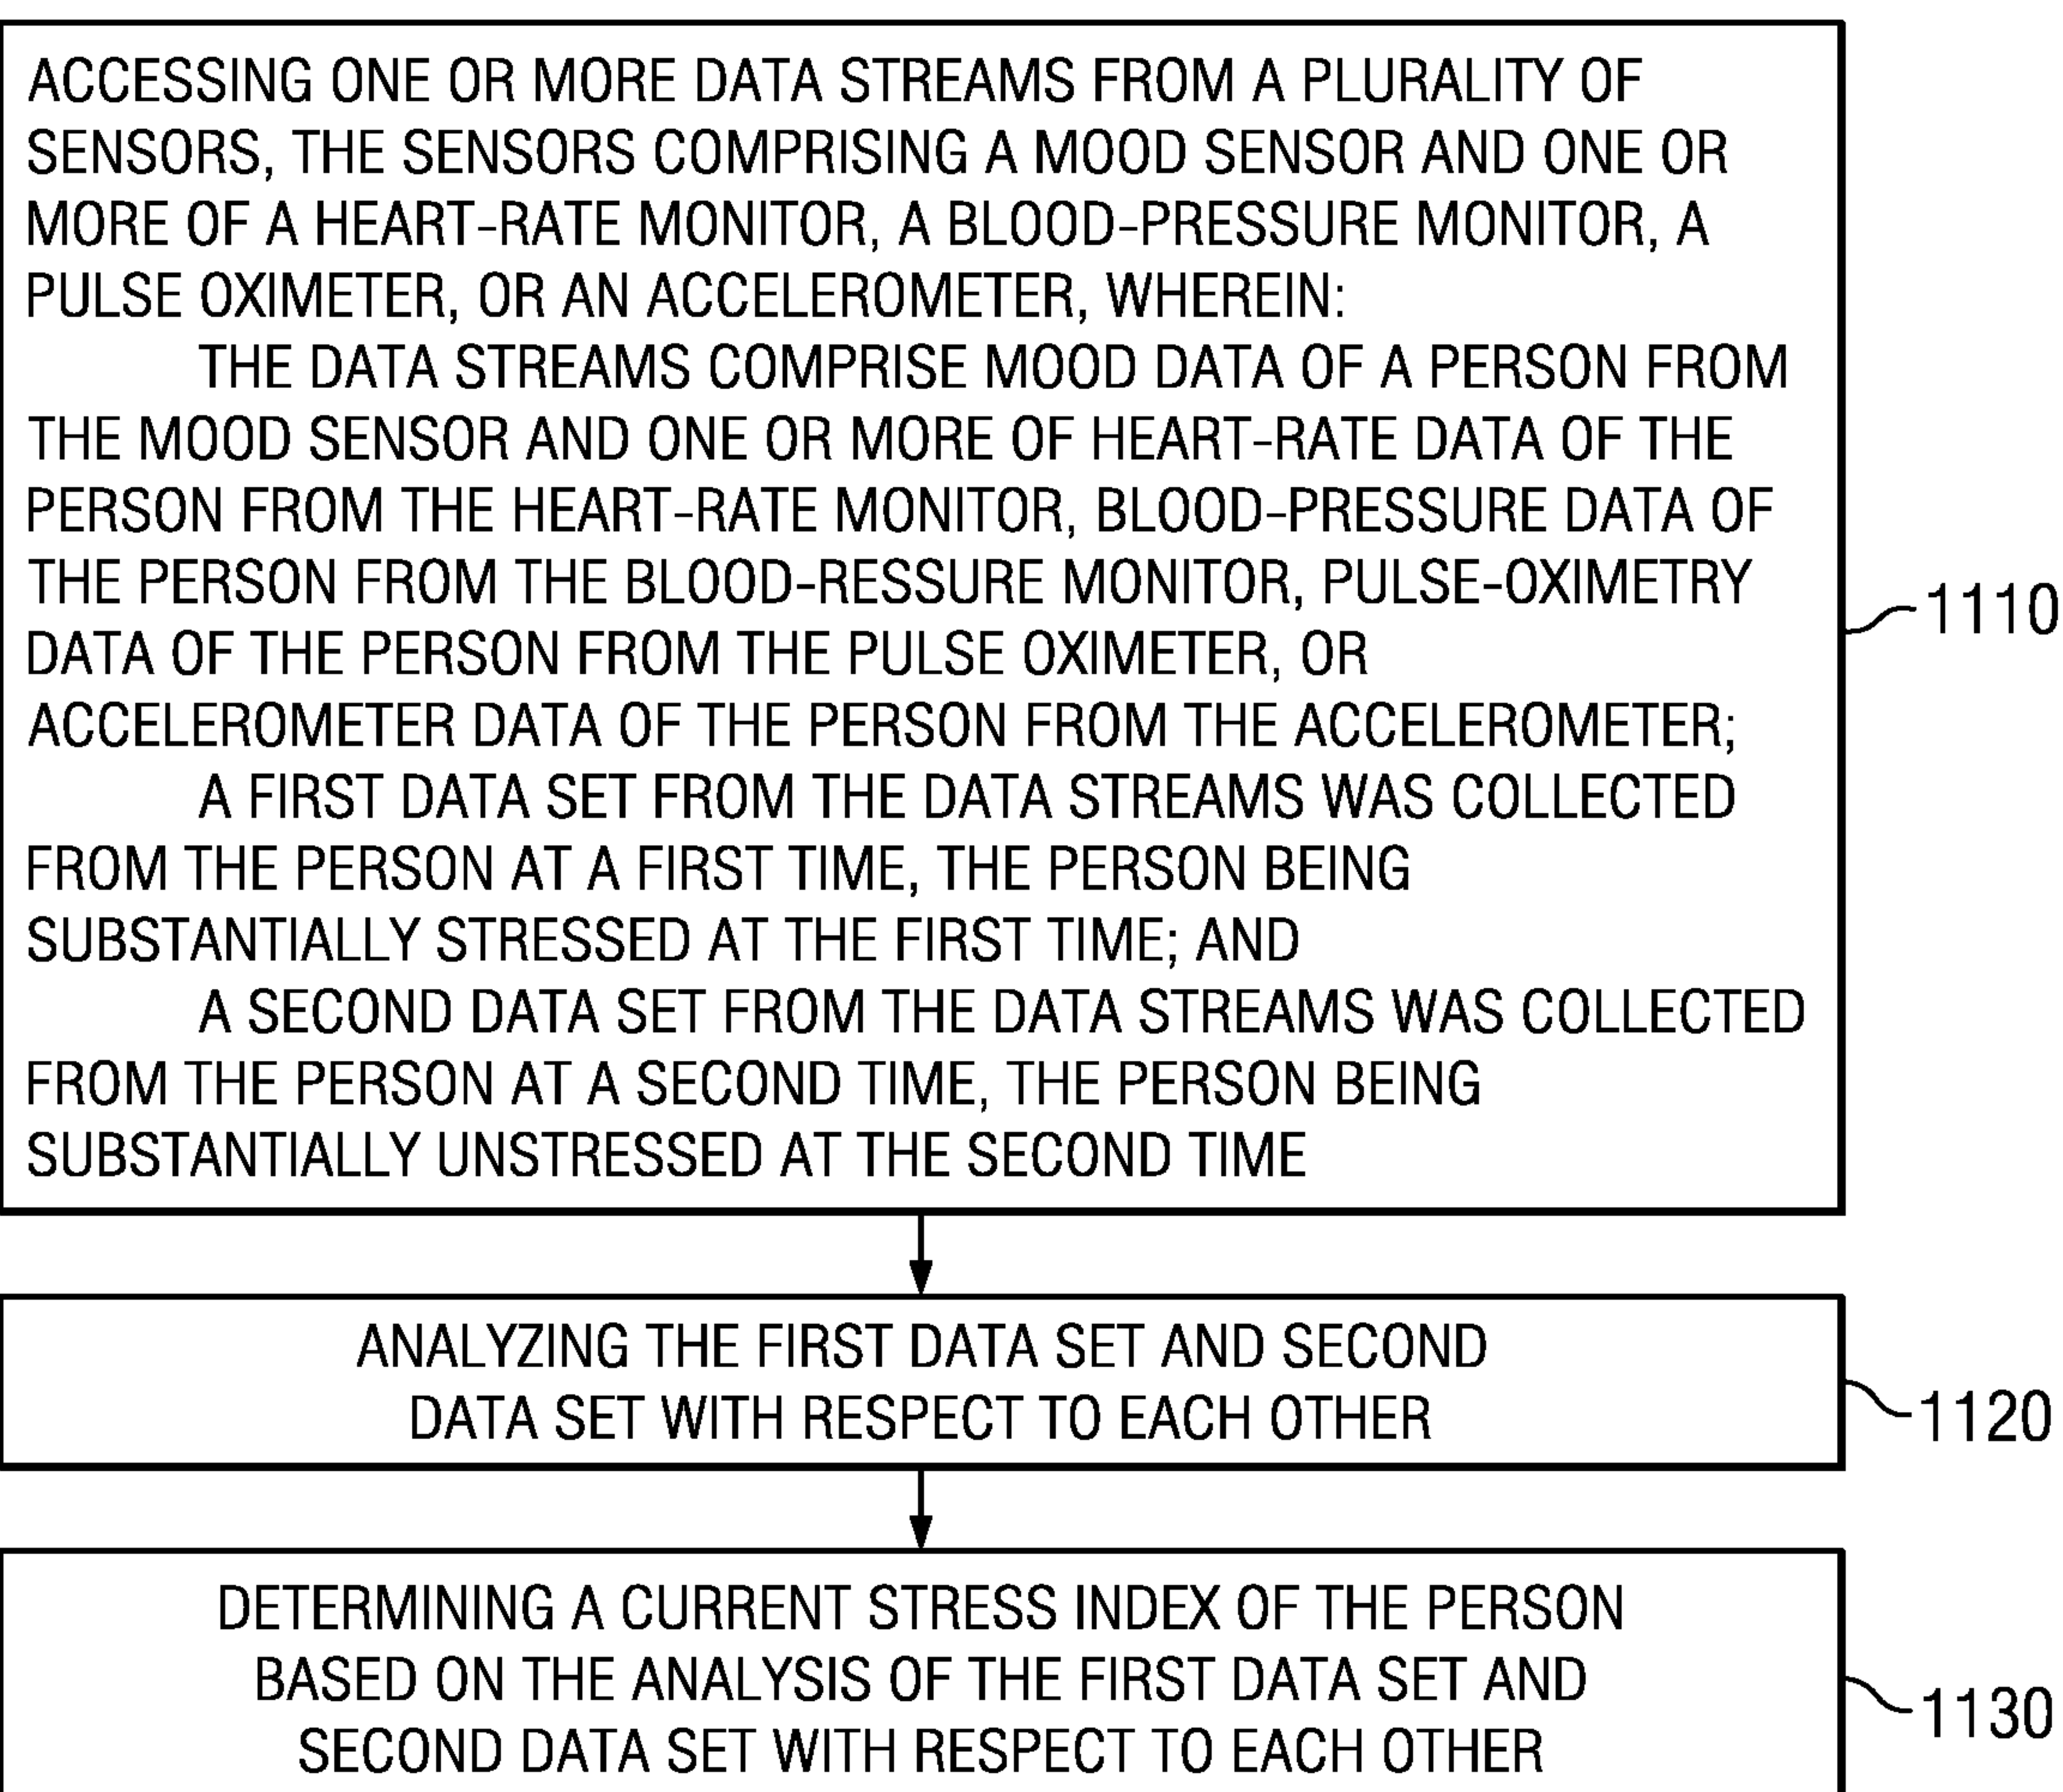 ACCESSING ONE OR MORE DATA STREAMS FROM A PLURALITY OF
SENSORS, THE SENSORS COMPRISING A MOOD SENSOR AND ONE OR
MORE OF A HEART-RATE MONITOR, A BLOOD-PRESSURE MONITOR, A
PULSE OXIMETER, OR AN ACCELEROMETER, WHEREIN:
THE DATA STREAMS COMPRISE MOOD DATA OF A PERSON FROM
THE MOOD SENSOR AND ONE OR MORE OF HEART-RATE DATA OF THE
PERSON FROM THE HEART-RATE MONITOR, BLOOD-PRESSURE DATA OF
THE PERSON FROM THE BLOOD-RESSURE MONITOR, PULSE-OXIMETRY
DATA OF THE PERSON FROM THE PULSE OXIMETER, OR
ACCELEROMETER DATA OF THE PERSON FROM THE ACCELEROMETER;
A FIRST DATA SET FROM THE DATA STREAMS WAS COLLECTED
FROM THE PERSON AT A FIRST TIME, THE PERSON BEING
SUBSTANTIALLY STRESSED AT THE FIRST TIME; AND
A SECOND DATA SET FROM THE DATA STREAMS WAS COLLECTED
FROM THE PERSON AT A SECOND TIME, THE PERSON BEING
SUBSTANTIALLY UNSTRESSED AT THE SECOND TIME
1110
ANALYZING THE FIRST DATA SET AND SECOND
DATA SET WITH RESPECT TO EACH OTHER
1120
DETERMINING A CURRENT STRESS INDEX OF THE PERSON
BASED ON THE ANALYSIS OF THE FIRST DATA SET AND
SECOND DATA SET WITH RESPECT TO EACH OTHER
1130